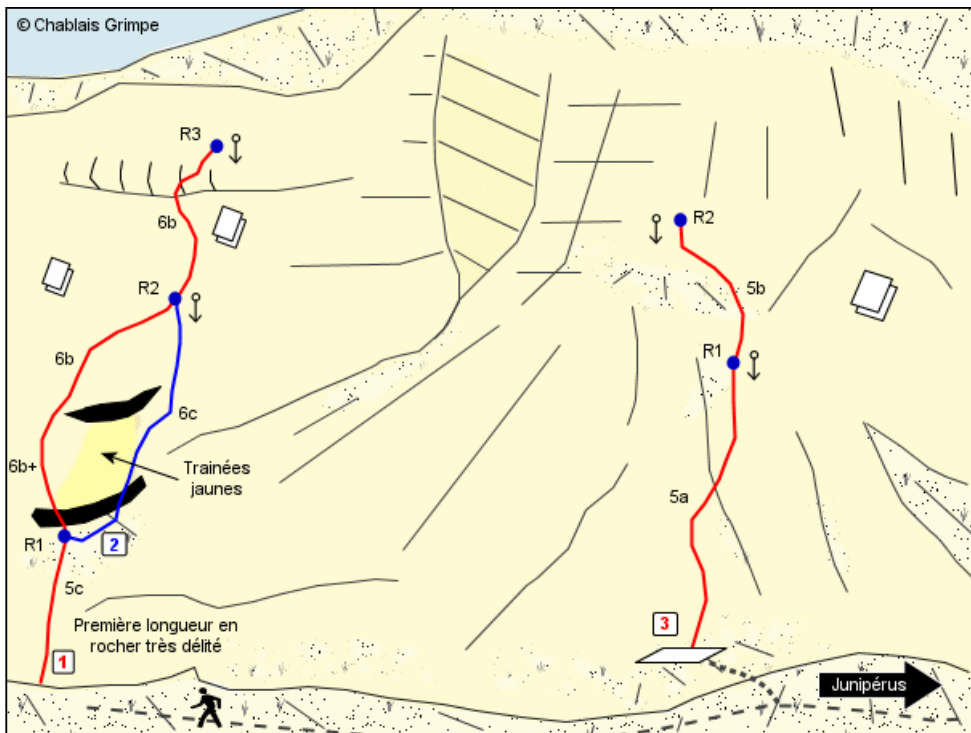 © Chablais Grimpe
R3
6b
R2
R2
5b
6b
R1
6c
6b+
Trainées
jaunes
5a
R1
2
5c
Première longueur en
rocher très délité
3
1
Junipérus